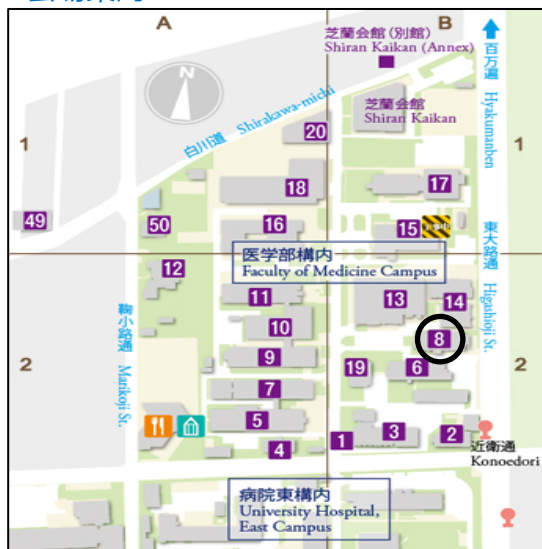 A
B
芝蘭会館(別館)
Shiran Kaikan (Annex)
百万遍 Hyakumanben
N
芝蘭会館
Shiran Kaikan
白川道 Shirakawa-michi
20
1
1
18
17
49
50
16
15
医学部構内
Faculty of Medicine Campus
東大路通 Higashioji St.
12
11
13
14
10
8
鞠小路通 Marikoji St.
2
9
19
6
2
7
5
1
3
2
4
近衛通
Konoedori
病院東構内
University Hospital,
East Campus